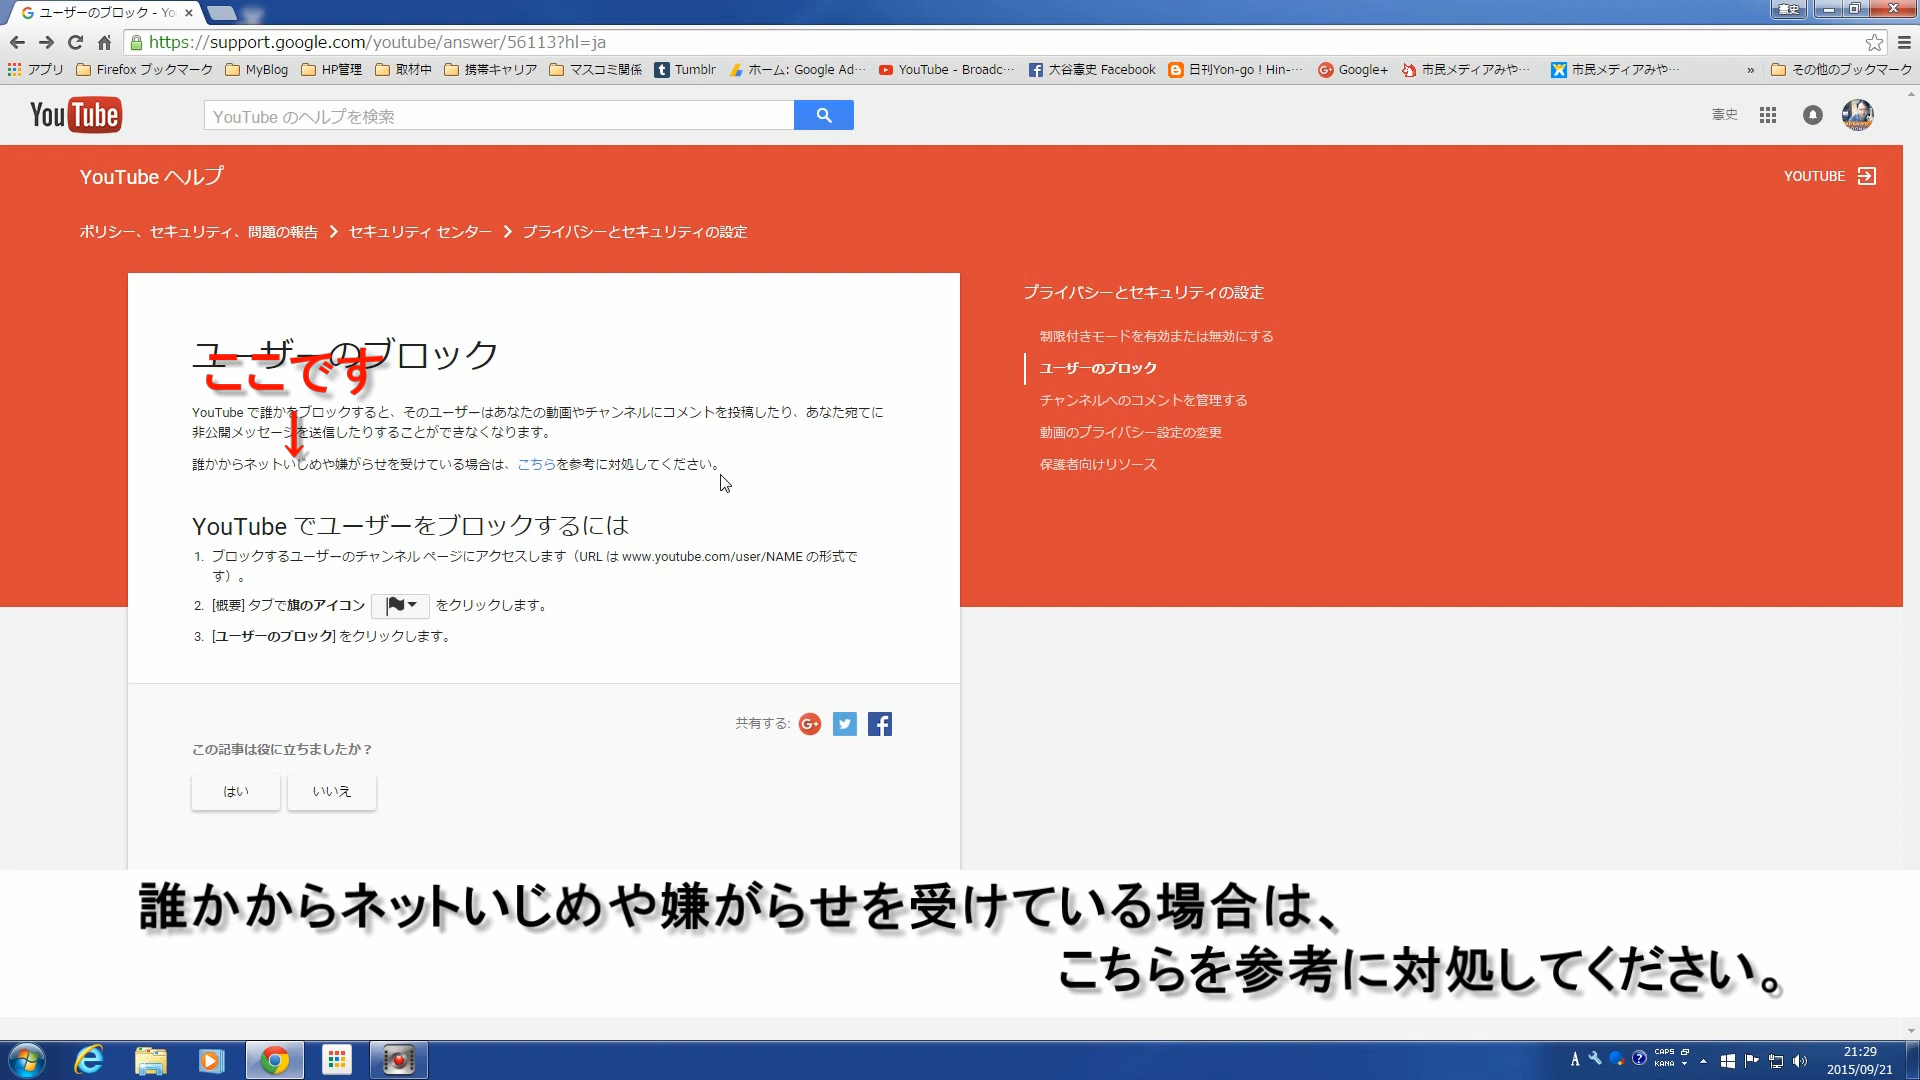 ユーザーのブロック - Yo
憲史
https://support.google.com/youtube/answer/56113?hl=ja
アプリ
Firefox ブックマーク
MyBlog
HP管理
取材中
携帯キャリア
マスコミ関係
Tumblr
ホーム: Google Ad…
YouTube - Broadc…
大谷憲史 Facebook
日刊Yon-go！Hin-…
Google+
市民メディアみや…
市民メディアみや…
»
その他のブックマーク
YouTube
YouTube のヘルプを検索
憲史
YouTube ヘルプ
YOUTUBE
ポリシー、セキュリティ、問題の報告 > セキュリティ センター > プライバシーとセキュリティの設定
ユーザーのブロック
ここです
YouTube で誰かをブロックすると、そのユーザーはあなたの動画やチャンネルにコメントを投稿したり、あなた宛てに
非公開メッセージを送信したりすることができなくなります。
↓
誰かからネットいじめや嫌がらせを受けている場合は、こちらを参考に対処してください。
YouTube でユーザーをブロックするには
1. ブロックするユーザーのチャンネル ページにアクセスします（URL は www.youtube.com/user/NAME の形式で
す）。
2. [概要] タブで旗のアイコン をクリックします。
3. [ユーザーのブロック] をクリックします。
共有する:
この記事は役に立ちましたか？
はい
いいえ
プライバシーとセキュリティの設定
制限付きモードを有効または無効にする
ユーザーのブロック
チャンネルへのコメントを管理する
動画のプライバシー設定の変更
保護者向けリソース
誰かからネットいじめや嫌がらせを受けている場合は、
こちらを参考に対処してください。
A
CAPS
KANA
21:29
2015/09/21